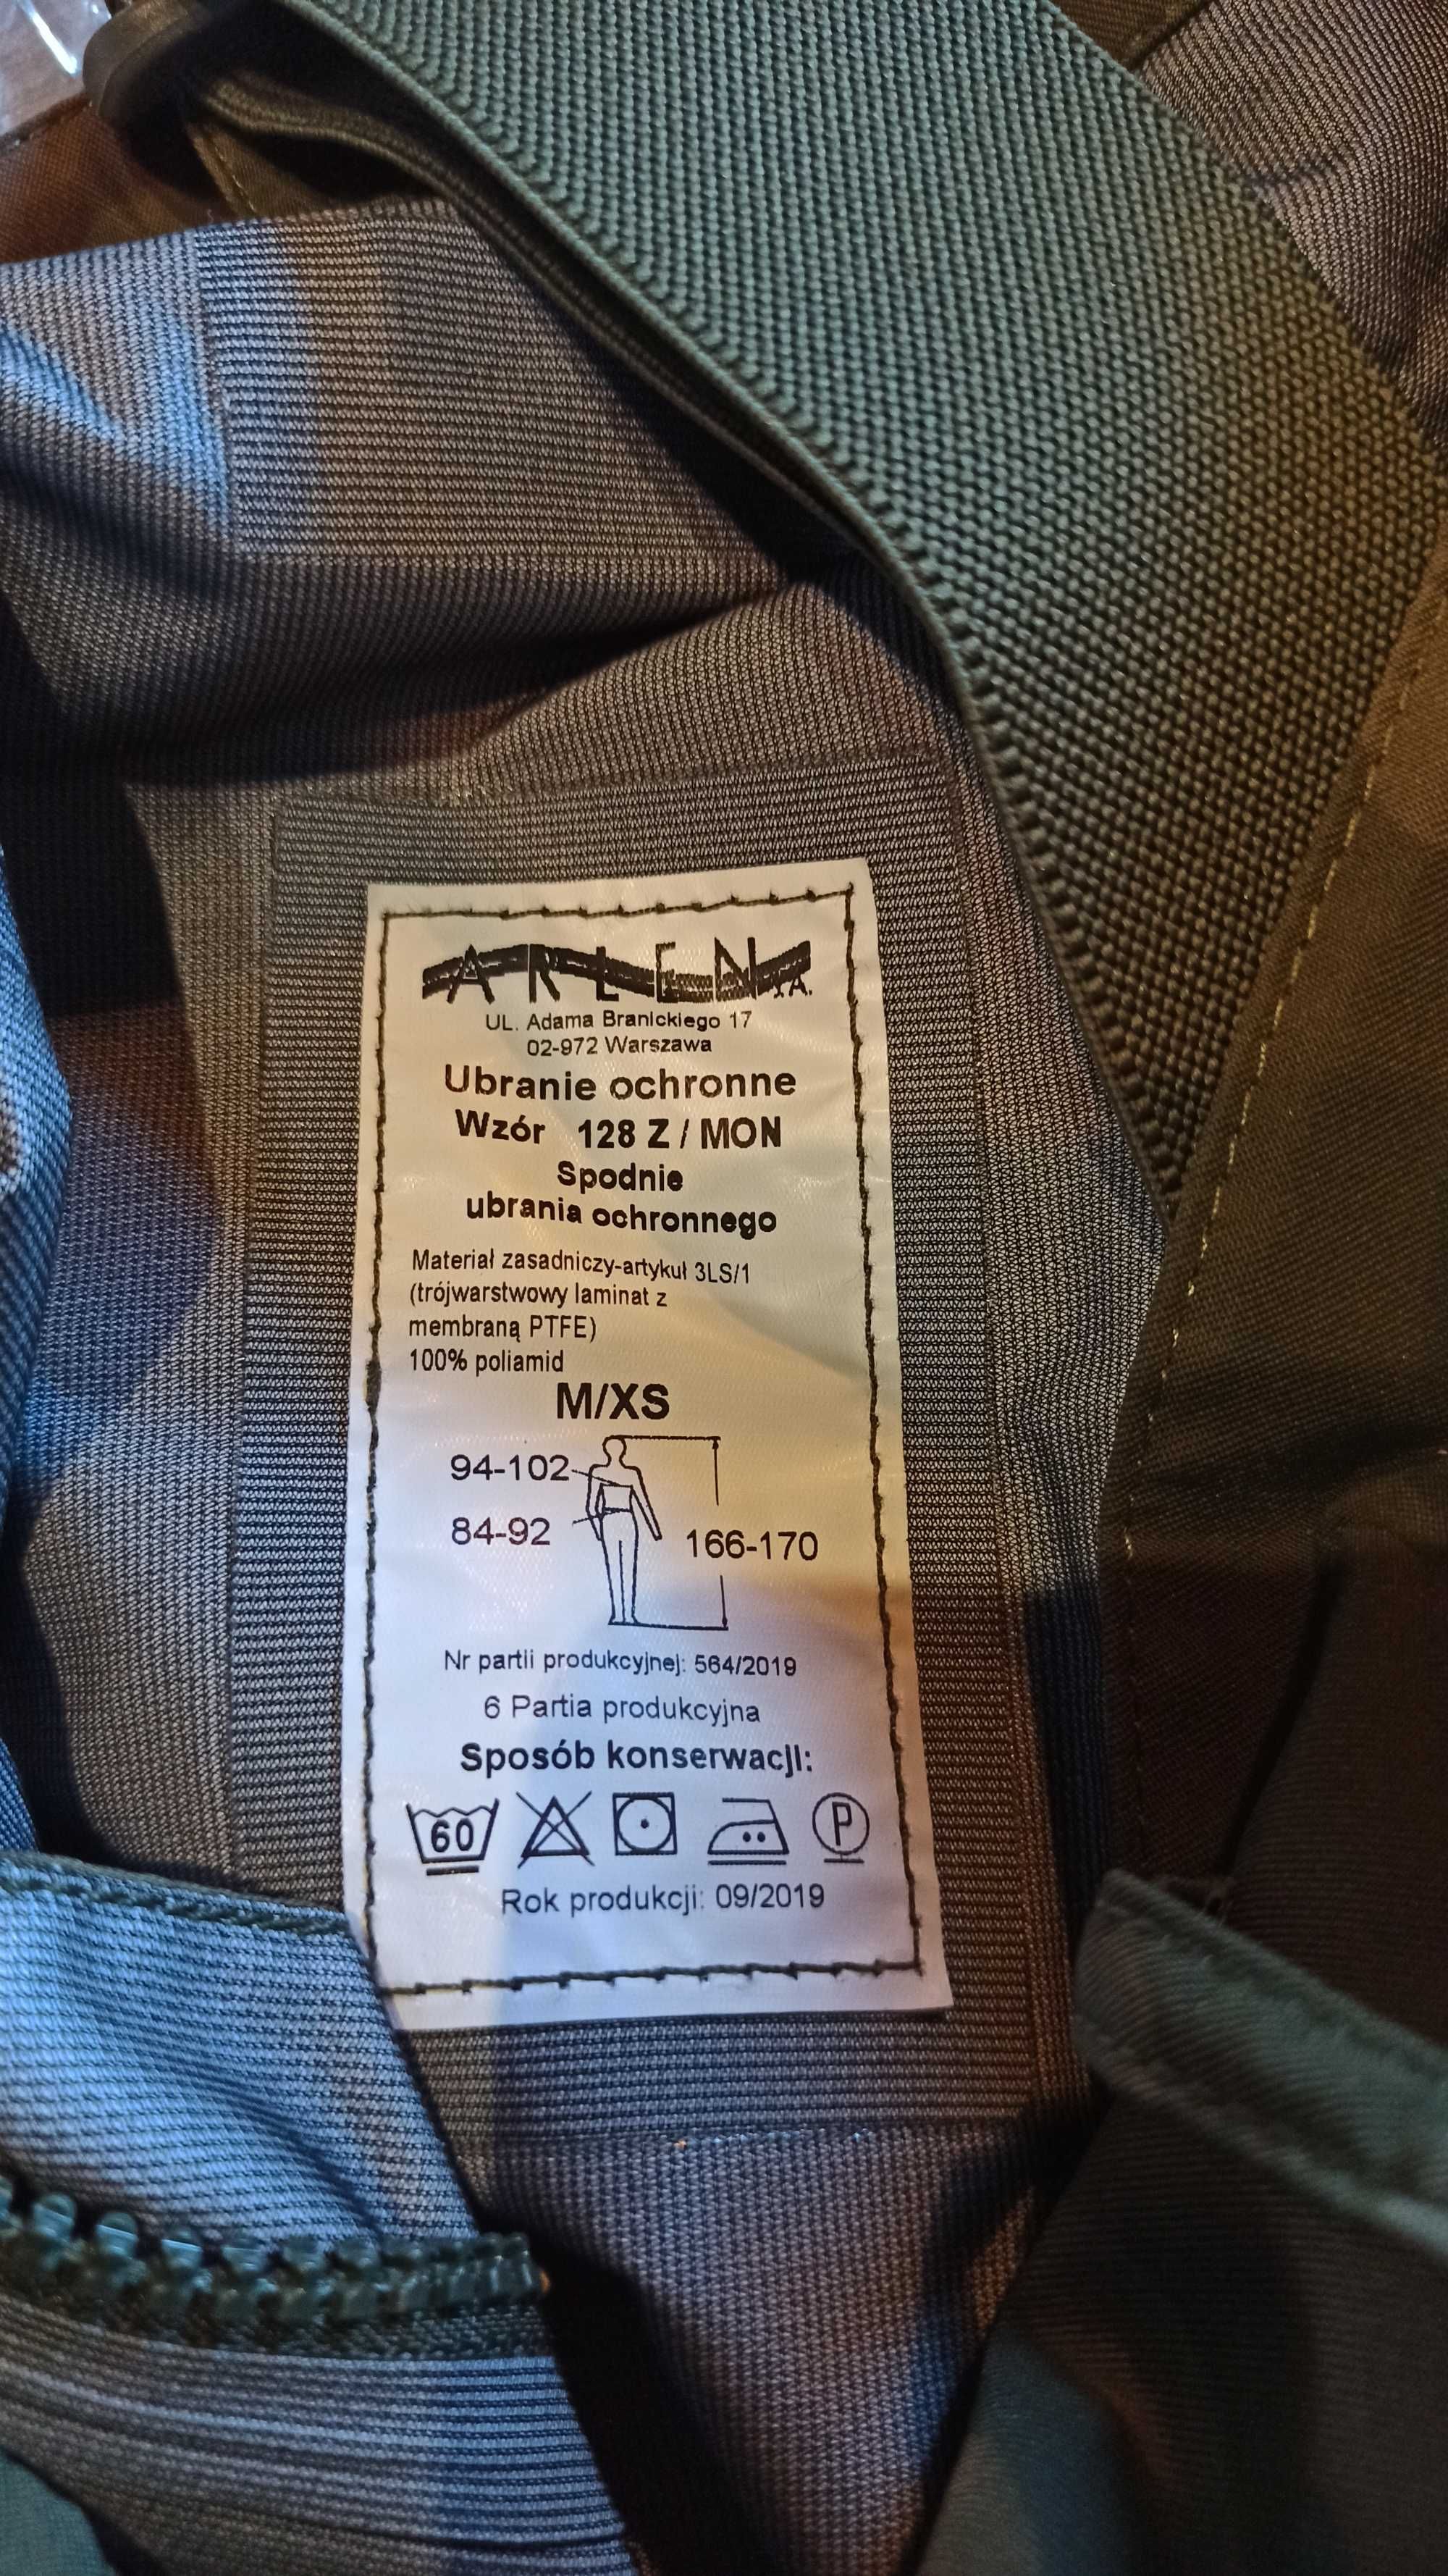 ARLEN S.A.
UL. Adama Branickiego 17
02-972 Warszawa
Ubranie ochronne
Wzór 128 Z / MON
Spodnie
ubrania ochronnego
Materiał zasadniczy-artykuł 3LS/1
(trójwarstwowy laminat z
membraną PTFE)
100% poliamid
M/XS
94-102
84-92
166-170
Nr partii produkcyjnej: 564/2019
6 Partia produkcyjna
Sposób konserwacji:
60 P
Rok produkcji: 09/2019